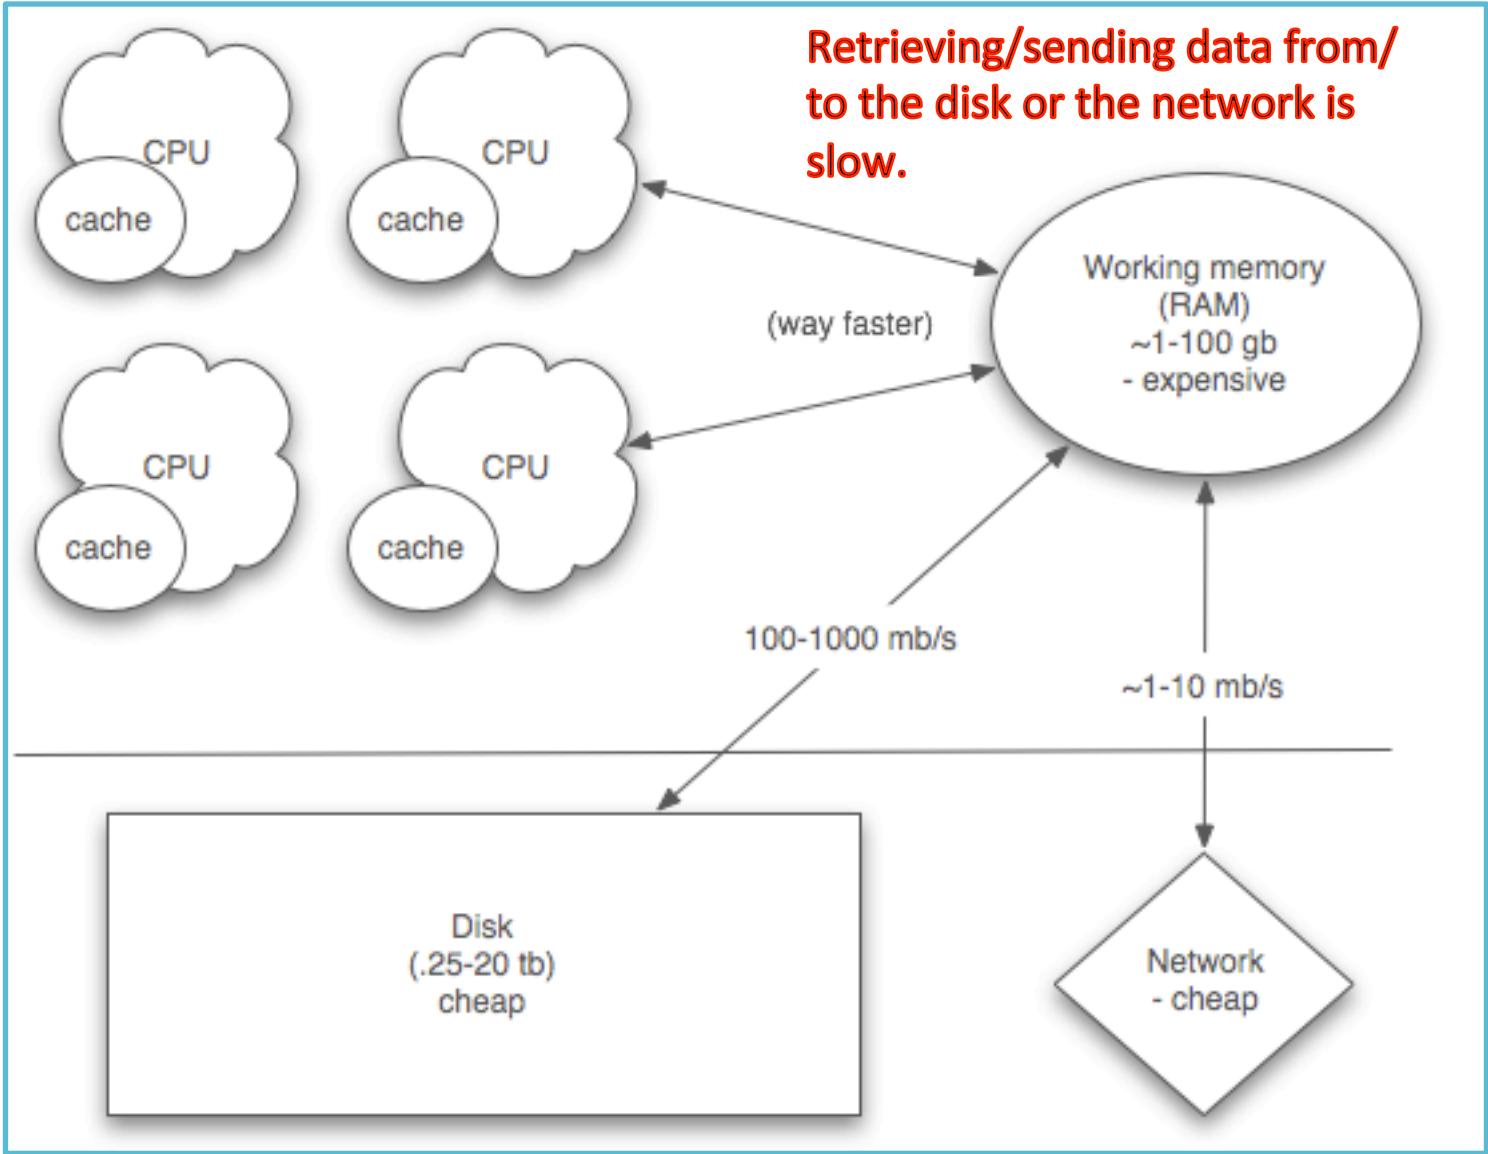 Retrieving/sending data from/
to the disk or the network is
slow.
CPU
cache
CPU
cache
Working memory
(RAM)
~1-100 gb
- expensive
(way faster)
CPU
cache
CPU
cache
100-1000 mb/s
~1-10 mb/s
Disk
(.25-20 tb)
cheap
Network
- cheap